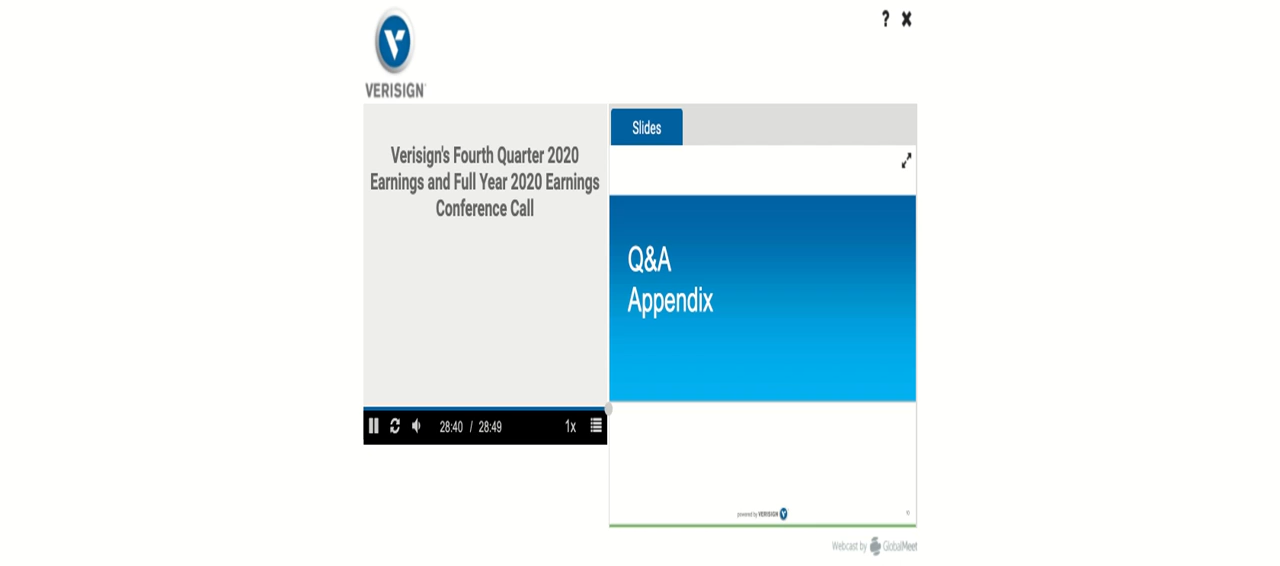 ? ✖
VERISIGN
Slides
Verisign's Fourth Quarter 2020
Earnings and Full Year 2020 Earnings
Conference Call
Q&A
Appendix
28:40 / 28:49 1x
powered by VERISIGN
Webcast by GlobalMeet